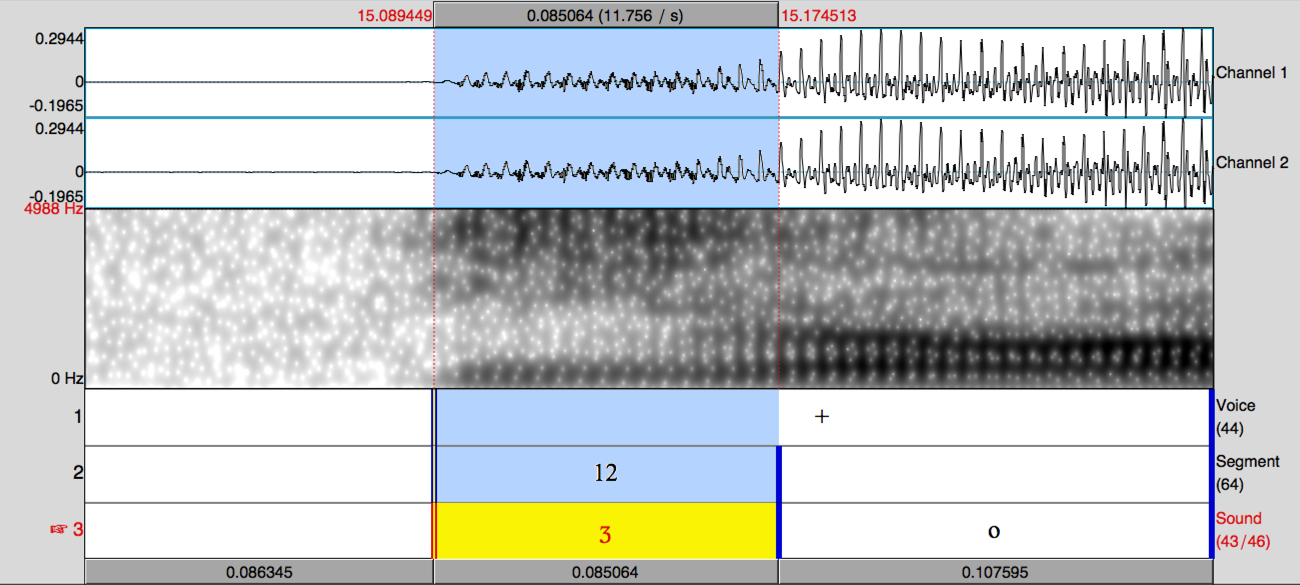 15.089449 0.085064 (11.756 / s) 15.174513
0.2944
0
-0.1965
Channel 1
0.2944
0
-0.1965
Channel 2
4988 Hz
0 Hz
1 + Voice
(44)
2 12 Segment
(64)
☞ 3 ʒ o Sound
(43/46)
0.086345 0.085064 0.107595